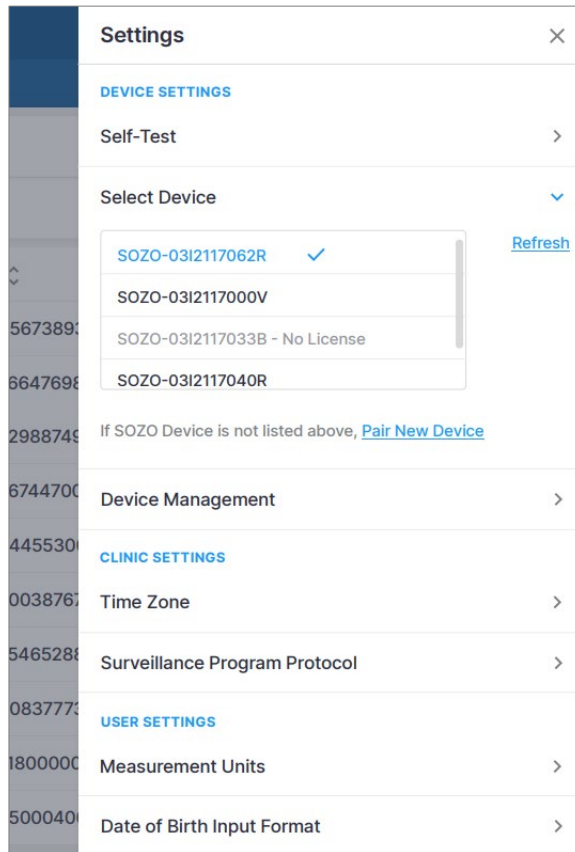 Settings
DEVICE SETTINGS
Self-Test
Select Device
SOZO-03I2117062R
Refresh
SOZO-03I2117000V
SOZO-03I2117033B - No License
SOZO-03I2117040R
If SOZO Device is not listed above, Pair New Device
Device Management
CLINIC SETTINGS
Time Zone
Surveillance Program Protocol
USER SETTINGS
Measurement Units
Date of Birth Input Format